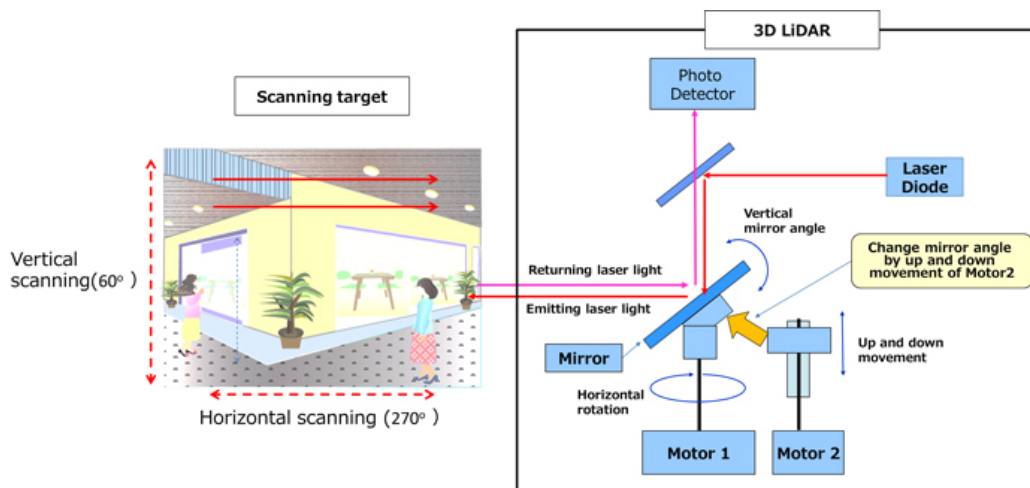 3D LiDAR
Photo
Detector
Scanning target
Laser
Diode
Vertical
mirror angle
Change mirror angle
by up and down
movement of Motor2
Vertical
scanning(60° )
Returning laser light
Emitting laser light
Up and down
movement
Mirror
Horizontal
rotation
Horizontal scanning (270° )
Motor 1
Motor 2